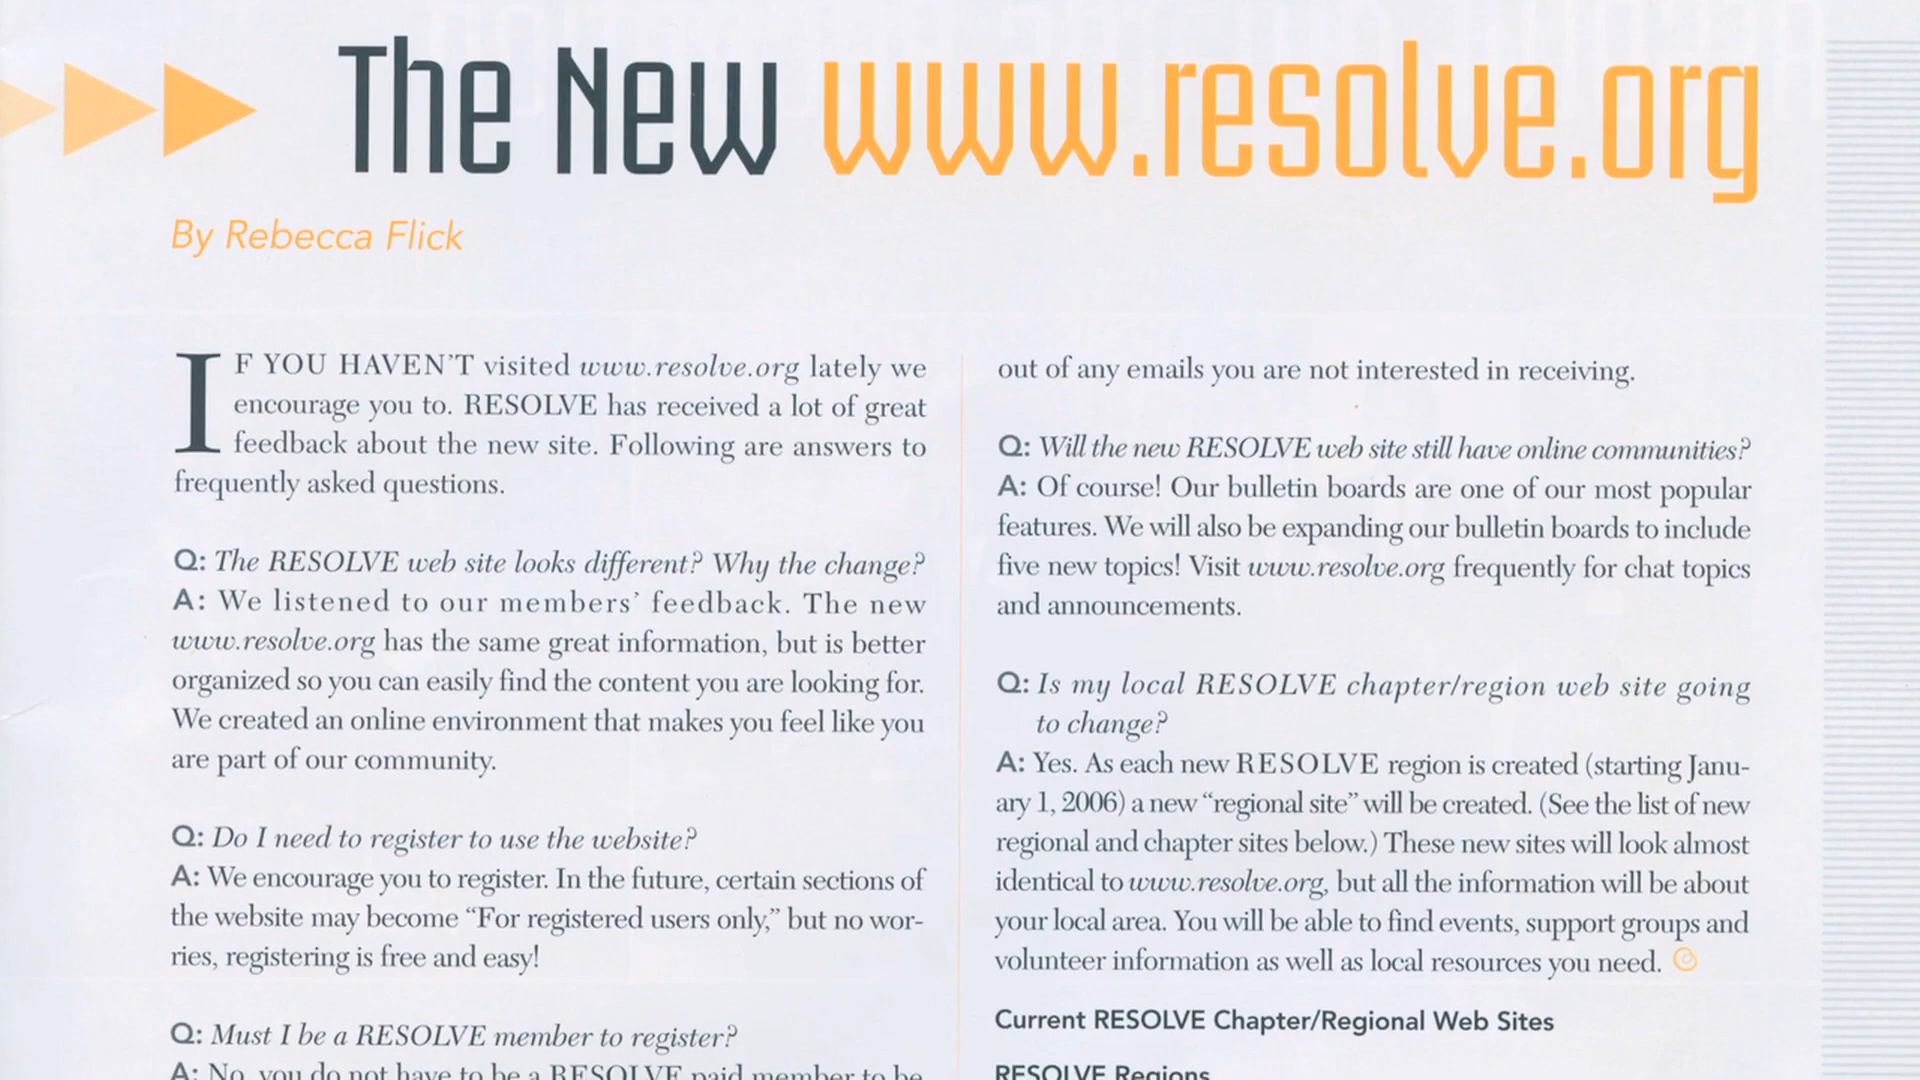 The New www.resolve.org
By Rebecca Flick
IF YOU HAVEN'T visited www.resolve.org lately we
encourage you to. RESOLVE has received a lot of great
feedback about the new site. Following are answers to
frequently asked questions.
Q: The RESOLVE web site looks different? Why the change?
A: We listened to our members' feedback. The new
www.resolve.org has the same great information, but is better
organized so you can easily find the content you are looking for.
We created an online environment that makes you feel like you
are part of our community.
Q: Do I need to register to use the website?
A: We encourage you to register. In the future, certain sections of
the website may become “For registered users only,” but no wor-
ries, registering is free and easy!
Q: Must I be a RESOLVE member to register?
A: No, you do not have to be a RESOLVE paid member to be
out of any emails you are not interested in receiving.
Q: Will the new RESOLVE web site still have online communities?
A: Of course! Our bulletin boards are one of our most popular
features. We will also be expanding our bulletin boards to include
five new topics! Visit www.resolve.org frequently for chat topics
and announcements.
Q: Is my local RESOLVE chapter/region web site going
to change?
A: Yes. As each new RESOLVE region is created (starting Janu-
ary 1, 2006) a new “regional site” will be created. (See the list of new
regional and chapter sites below.) These new sites will look almost
identical to www.resolve.org, but all the information will be about
your local area. You will be able to find events, support groups and
volunteer information as well as local resources you need.
Current RESOLVE Chapter/Regional Web Sites
RESOLVE Regions